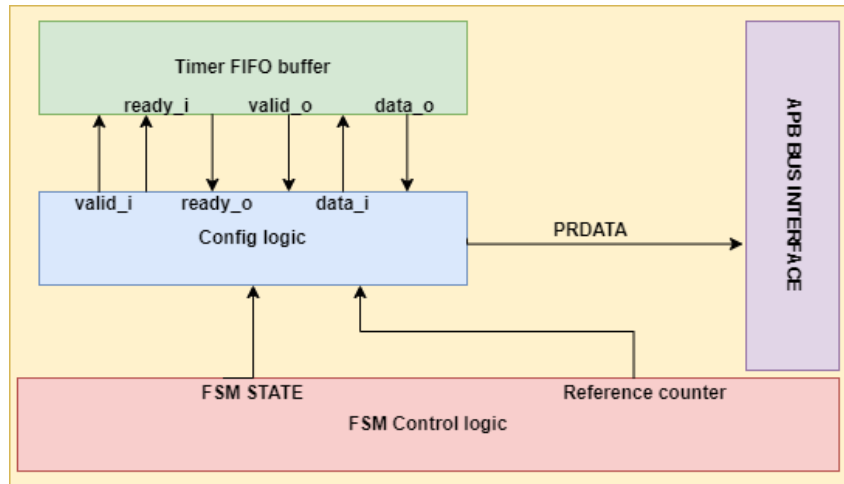 Timer FIFO buffer
ready_i valid_o data_o
valid_i ready_o data_i
Config logic
PRDATA
APB BUS INTERFACE
FSM STATE
Reference counter
FSM Control logic